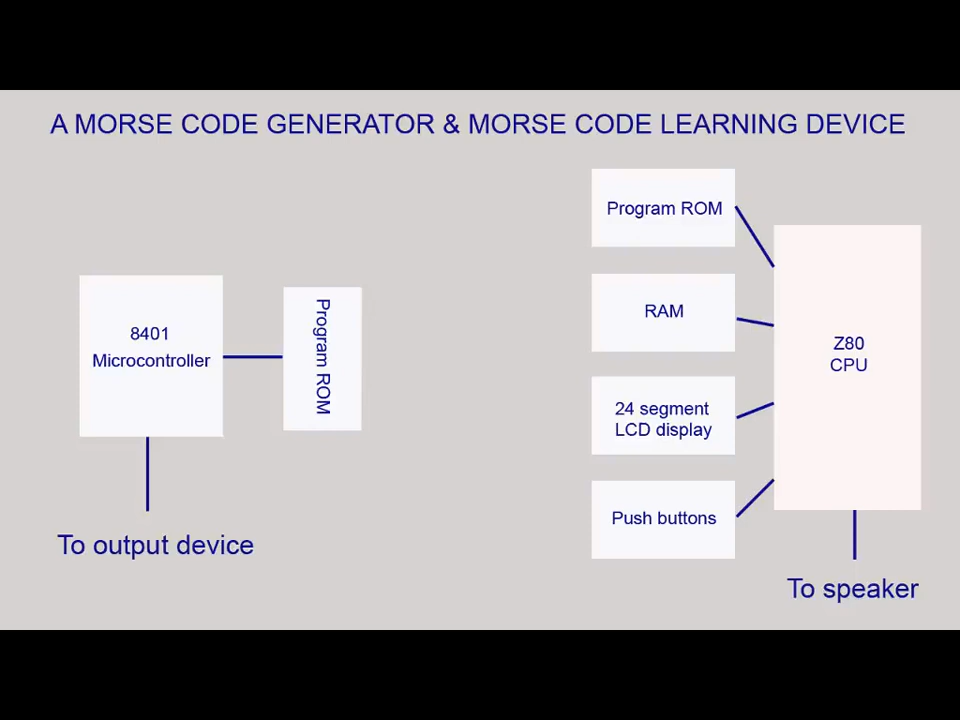 A MORSE CODE GENERATOR & MORSE CODE LEARNING DEVICE
8401
Microcontroller
Program ROM
To output device
Program ROM
RAM
24 segment
LCD display
Push buttons
Z80
CPU
To speaker